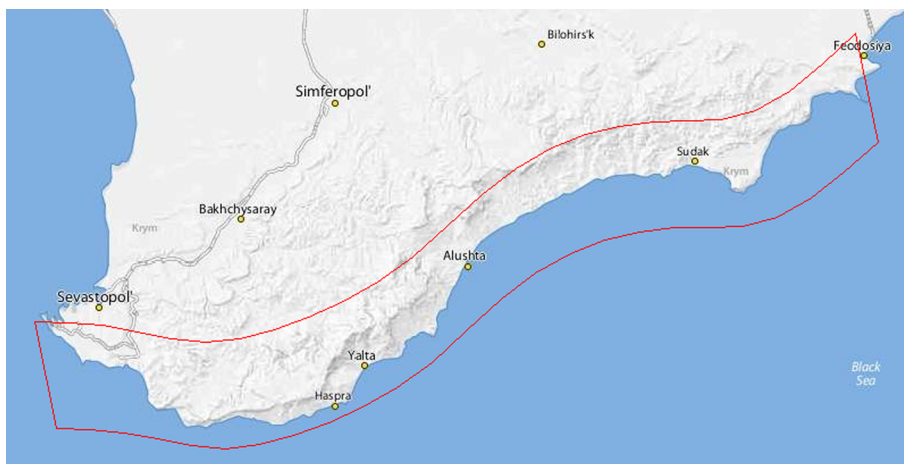 Bilohirs'k
Feodosiya
Simferopol'
Sudak
Krym
Bakhchysaray
Krym
Alushta
Sevastopol'
Yalta
Black
Sea
Haspra